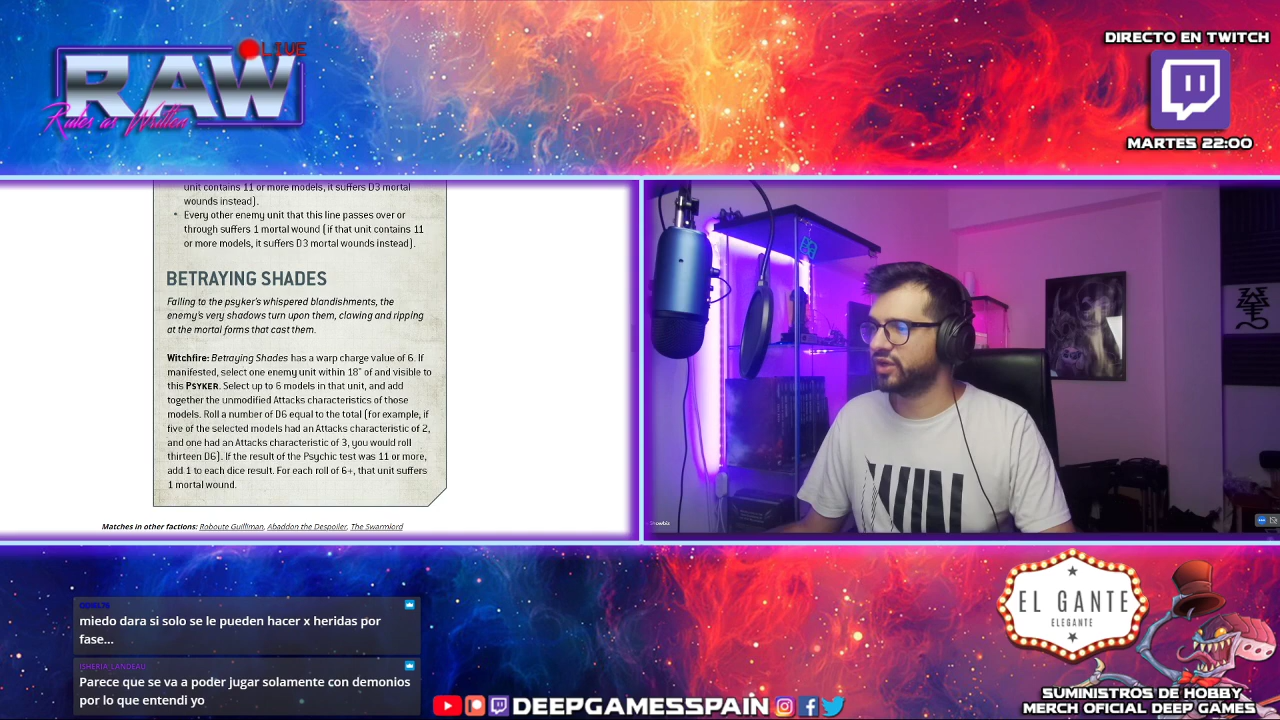 LIVE
RAW
Rules as Written
DIRECTO EN TWITCH
MARTES 22:00
unit contains 11 or more models, it suffers D3 mortal
wounds instead).
• Every other enemy unit that this line passes over or
through suffers 1 mortal wound (if that unit contains 11
or more models, it suffers D3 mortal wounds instead).
BETRAYING SHADES
Falling to the psyker's whispered blandishments, the
enemy's very shadows turn upon them, clawing and ripping
at the mortal forms that cast them.
Witchfire: Betraying Shades has a warp charge value of 6. If
manifested, select one enemy unit within 18" of and visible to
this PSYKER. Select up to 6 models in that unit, and add
together the unmodified Attacks characteristics of those
models. Roll a number of D6 equal to the total (for example, if
five of the selected models had an Attacks characteristic of 2,
and one had an Attacks characteristic of 3, you would roll
thirteen D6). If the result of the Psychic test was 11 or more,
add 1 to each dice result. For each roll of 6+, that unit suffers
1 mortal wound.
Matches in other factions: Roboute Guilliman, Abaddon the Despoiler, The Swarmlord
miedo dara si solo se le pueden hacer x heridas por
fase...
ISHERIA_LANDEAU
Parece que se va a poder jugar solamente con demonios
por lo que entendi yo
DEEPGAMESSPAIN
EL GANTE
ELEGANTE
SUMINISTROS DE HOBBY
MERCH OFICIAL DEEP GAMES